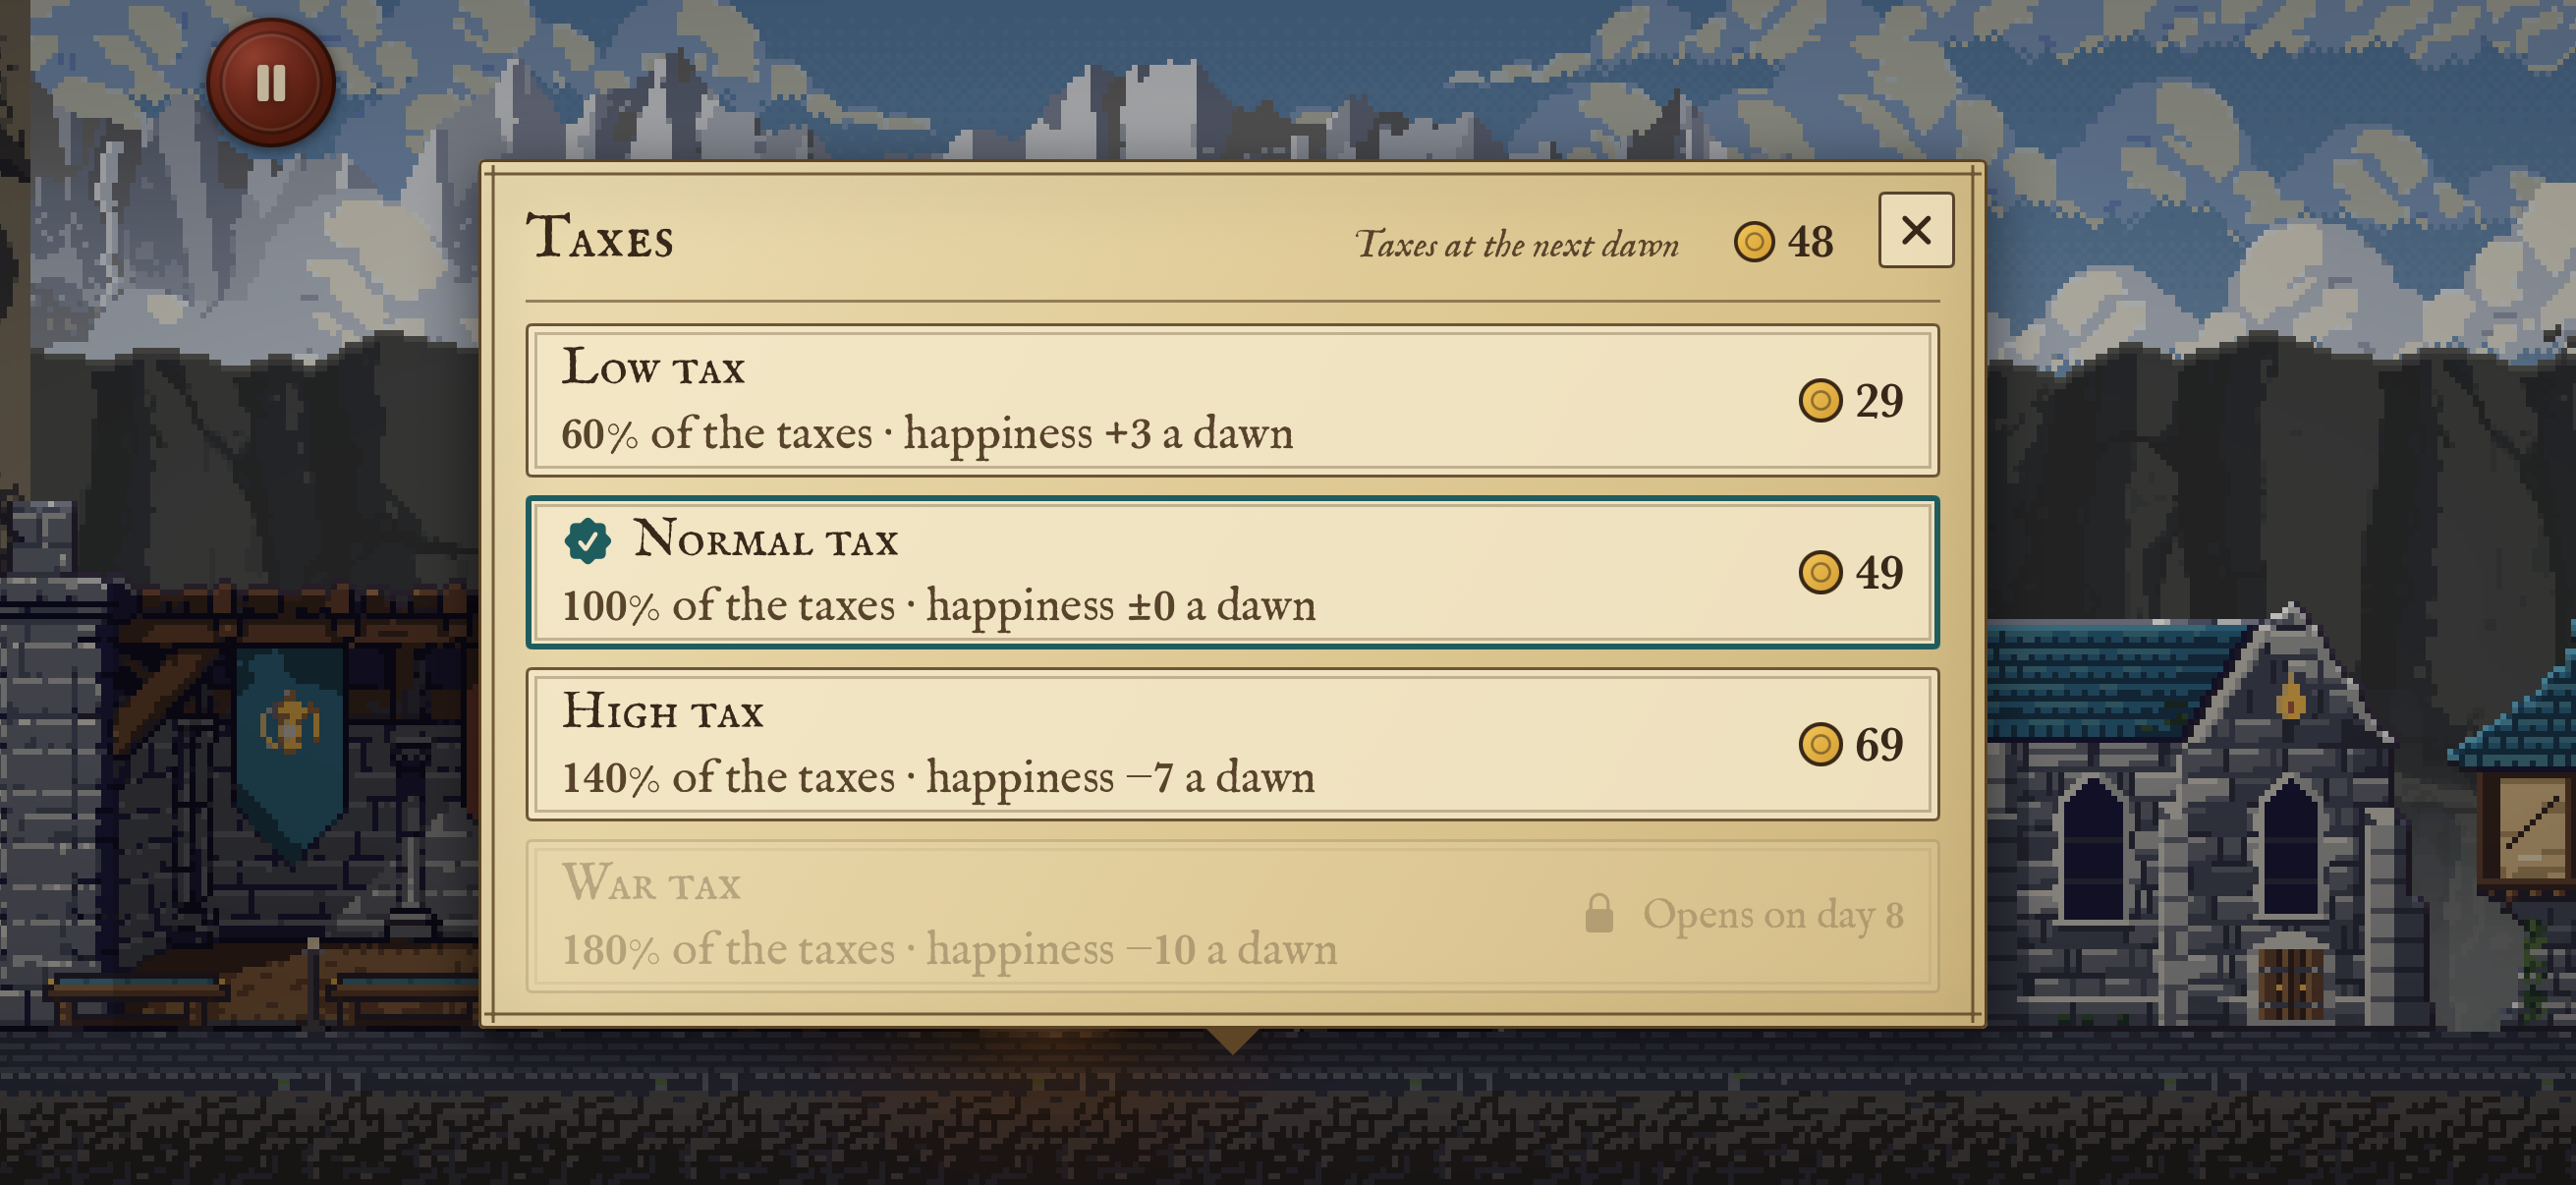 Taxes
Taxes at the next dawn 48
Low tax
60% of the taxes · happiness +3 a dawn
29
Normal tax
100% of the taxes · happiness ±0 a dawn
49
High tax
140% of the taxes · happiness −7 a dawn
69
War tax
180% of the taxes · happiness −10 a dawn
Opens on day 8